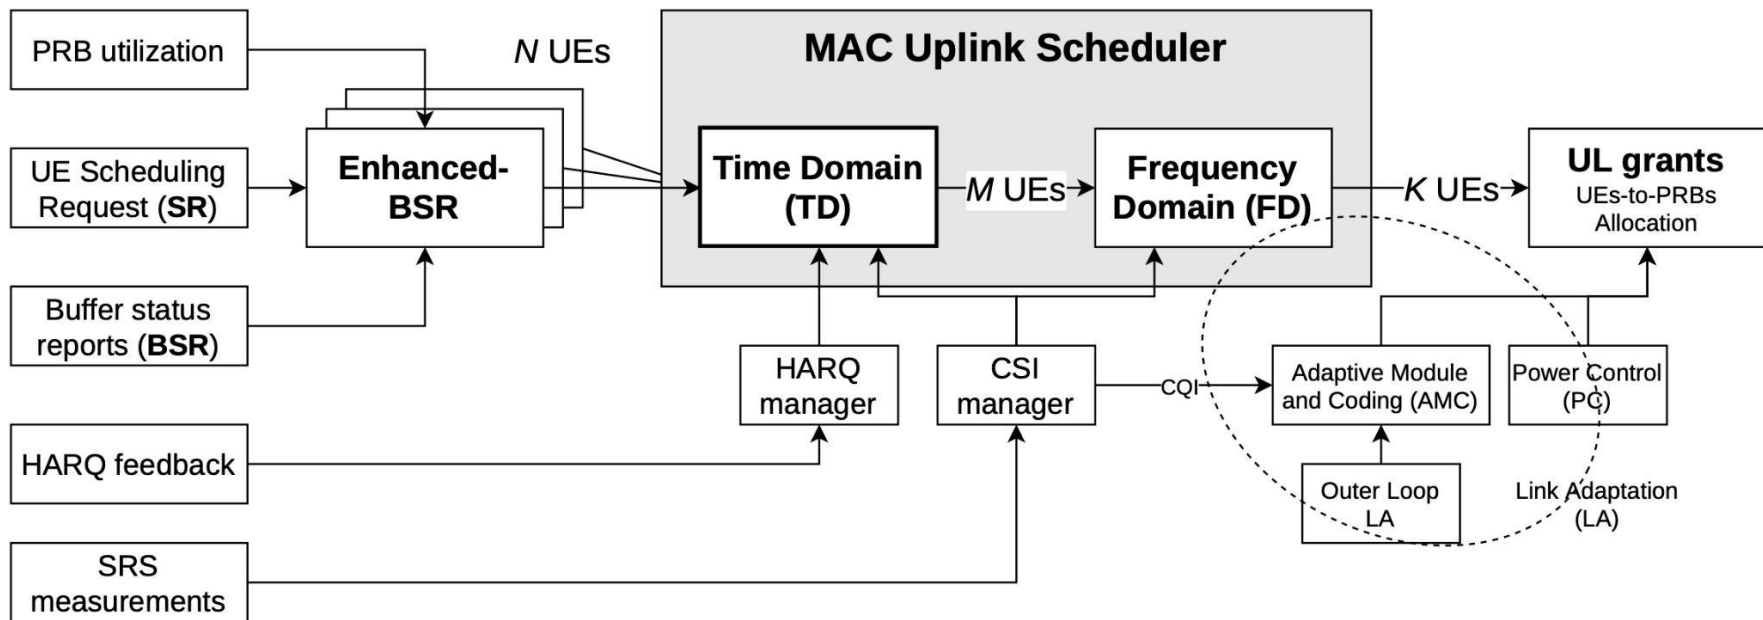 PRB utilization
N UEs
MAC Uplink Scheduler
UE Scheduling
Request (SR)
Enhanced-
BSR
Time Domain
(TD)
M UEs
Frequency
Domain (FD)
K UEs
UL grants
UEs-to-PRBs
Allocation
Buffer status
reports (BSR)
HARQ
manager
CSI
manager
CQI
Adaptive Module
and Coding (AMC)
Power Control
(PC)
HARQ feedback
Outer Loop
LA
Link Adaptation
(LA)
SRS
measurements